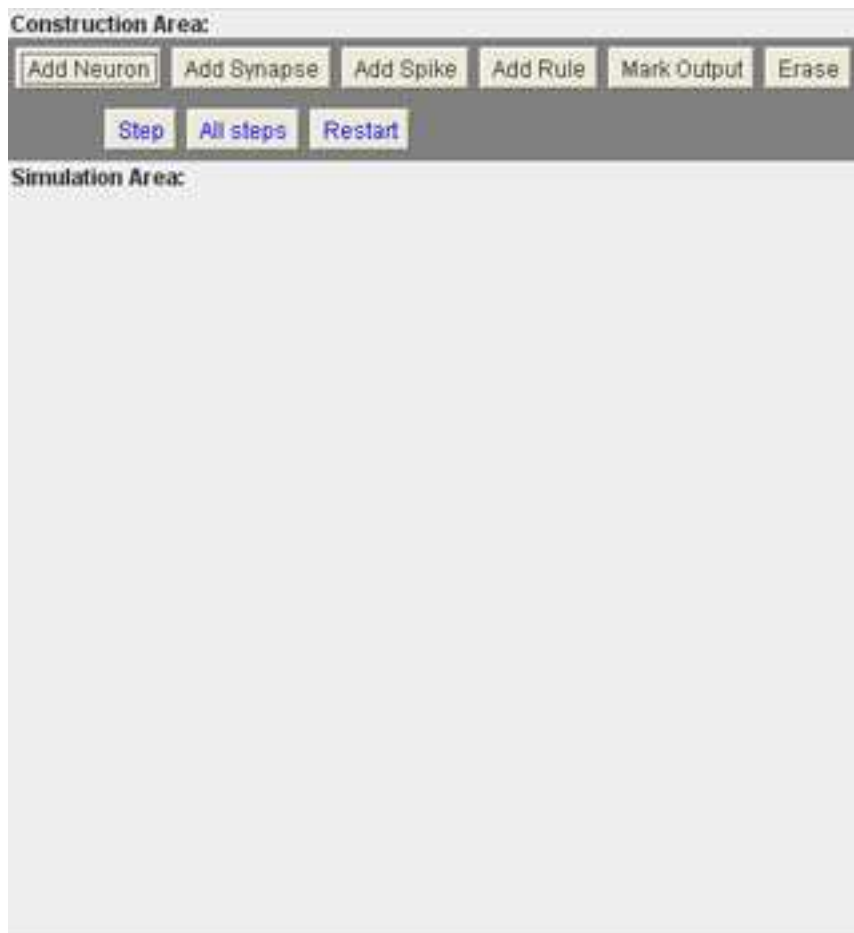 Construction Area:
Add Neuron Add Synapse Add Spike Add Rule Mark Output Erase
Step All steps Restart
Simulation Area: